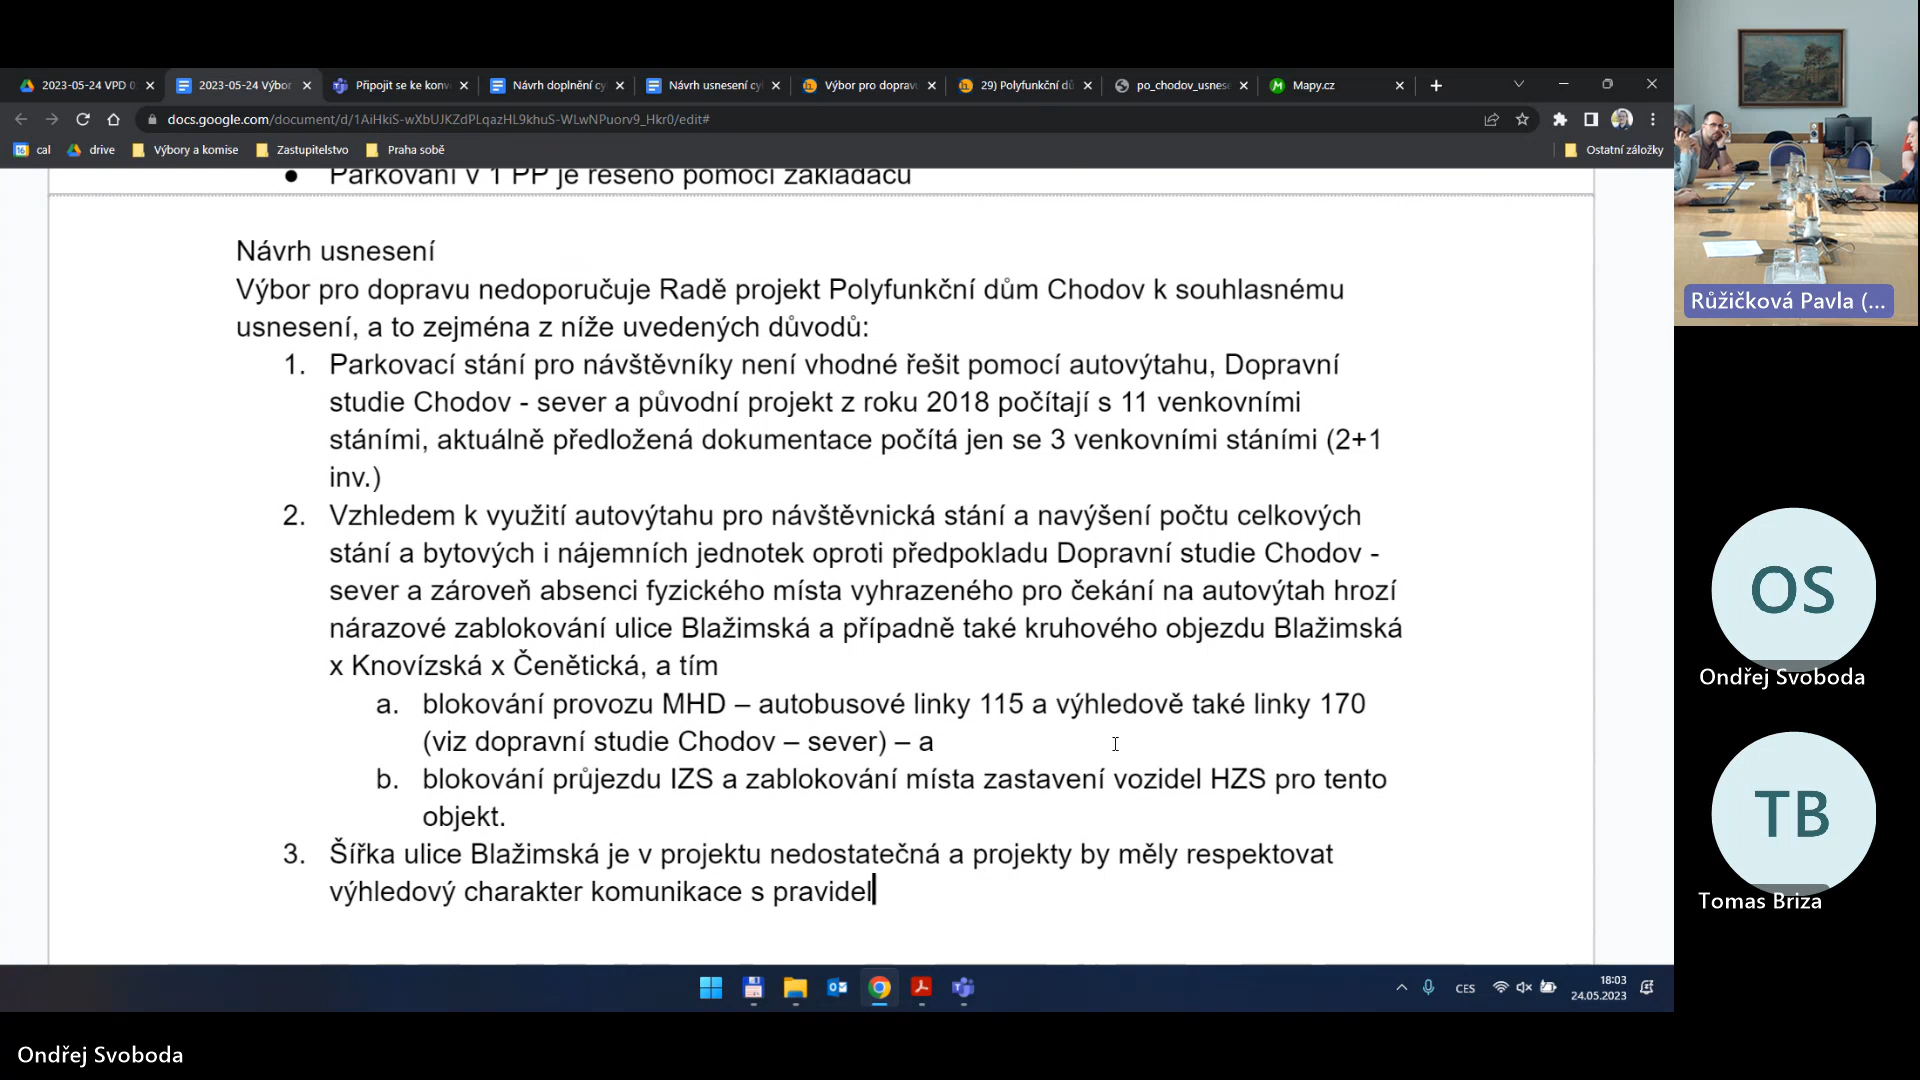 2023-05-24 VPD 0
2023-05-24 Výbor
Připojit se ke konv
Návrh doplnění cy
Návrh usnesení cyk
Výbor pro dopravu
29) Polyfunkční dů
po_chodov_usnese
Mapy.cz
docs.google.com/document/d/1AiHkiS-wXbUJKZdPLqazHL9khuS-WLwNPuorv9_Hkr0/edit#
cal
drive
Výbory a komise
Zastupitelstvo
Praha sobě
Ostatní záložky
● Parkování v 1 PP je řešeno pomocí zakladačů
Návrh usnesení
Výbor pro dopravu nedoporučuje Radě projekt Polyfunkční dům Chodov k souhlasnému
usnesení, a to zejména z níže uvedených důvodů:
1. Parkovací stání pro návštěvníky není vhodné řešit pomocí autovýtahu, Dopravní
studie Chodov - sever a původní projekt z roku 2018 počítají s 11 venkovními
stáními, aktuálně předložená dokumentace počítá jen se 3 venkovními stáními (2+1
inv.)
2. Vzhledem k využití autovýtahu pro návštěvnická stání a navýšení počtu celkových
stání a bytových i nájemních jednotek oproti předpokladu Dopravní studie Chodov -
sever a zároveň absenci fyzického místa vyhrazeného pro čekání na autovýtah hrozí
nárazové zablokování ulice Blažimská a případně také kruhového objezdu Blažimská
x Knovízská x Čenětická, a tím
a. blokování provozu MHD – autobusové linky 115 a výhledově také linky 170
(viz dopravní studie Chodov – sever) – a
b. blokování průjezdu IZS a zablokování místa zastavení vozidel HZS pro tento
objekt.
3. Šířka ulice Blažimská je v projektu nedostatečná a projekty by měly respektovat
výhledový charakter komunikace s pravidel
CES
18:03
24.05.2023
Růžičková Pavla (...
OS
Ondřej Svoboda
TB
Tomas Briza
Ondřej Svoboda